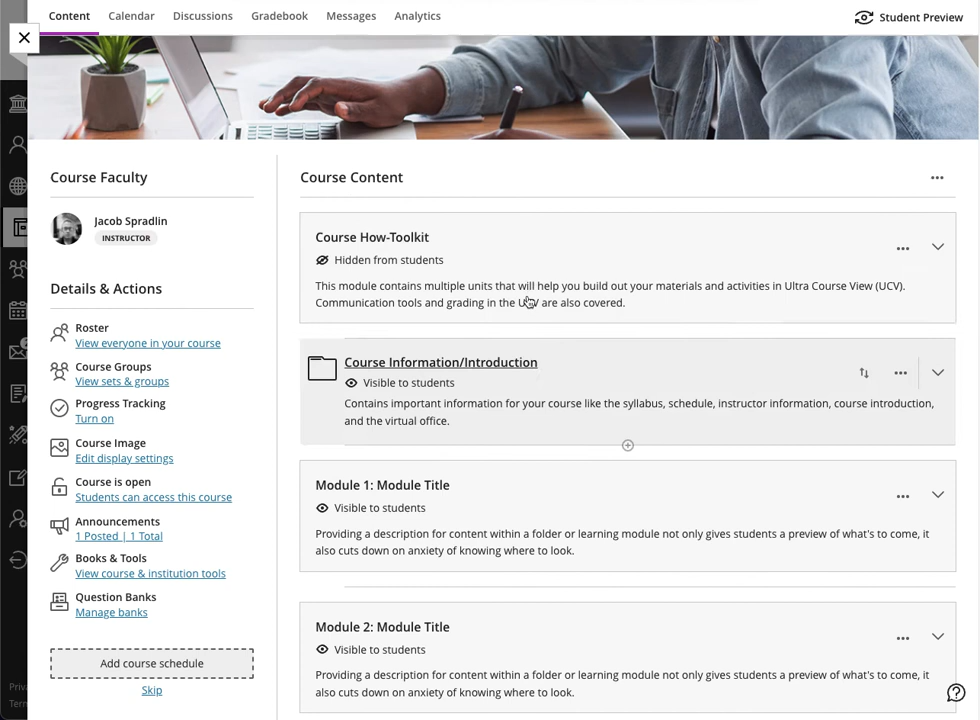 Content
Calendar
Discussions
Gradebook
Messages
Analytics
Student Preview
Course Faculty
Jacob Spradlin
INSTRUCTOR
Details & Actions
Roster
View everyone in your course
Course Groups
View sets & groups
Progress Tracking
Turn on
Course Image
Edit display settings
Course is open
Students can access this course
Announcements
1 Posted | 1 Total
Books & Tools
View course & institution tools
Question Banks
Manage banks
Add course schedule
Skip
Course Content
Course How-Toolkit
Hidden from students
This module contains multiple units that will help you build out your materials and activities in Ultra Course View (UCV).
Communication tools and grading in the are also covered.
Course Information/Introduction
Visible to students
Contains important information for your course like the syllabus, schedule, instructor information, course introduction,
and the virtual office.
Module 1: Module Title
Visible to students
Providing a description for content within a folder or learning module not only gives students a preview of what's to come, it
also cuts down on anxiety of knowing where to look.
Module 2: Module Title
Visible to students
Providing a description for content within a folder or learning module not only gives students a preview of what's to come, it
also cuts down on anxiety of knowing where to look.